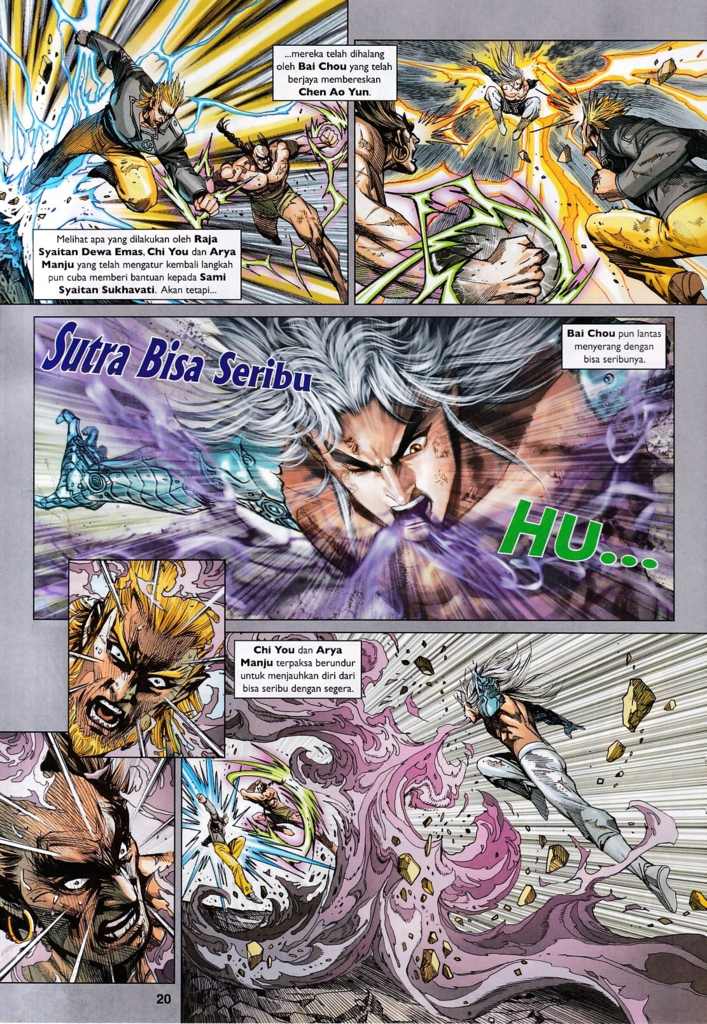 Melihat apa yang dilakukan oleh Raja
Syaitan Dewa Emas, Chi You dan Arya
Manju yang telah mengatur kembali langkah
pun cuba memberi bantuan kepada Sami
Syaitan Sukhavati. Akan tetapi...
...mereka telah dihalang
oleh Bai Chou yang telah
berjaya membereskan
Chen Ao Yun.
Sutra Bisa Seribu
Bai Chou pun lantas
menyerang dengan
bisa seribunya.
HU...
Chi You dan Arya
Manju terpaksa berundur
untuk menjauhkan diri dari
bisa seribu dengan segera.
20